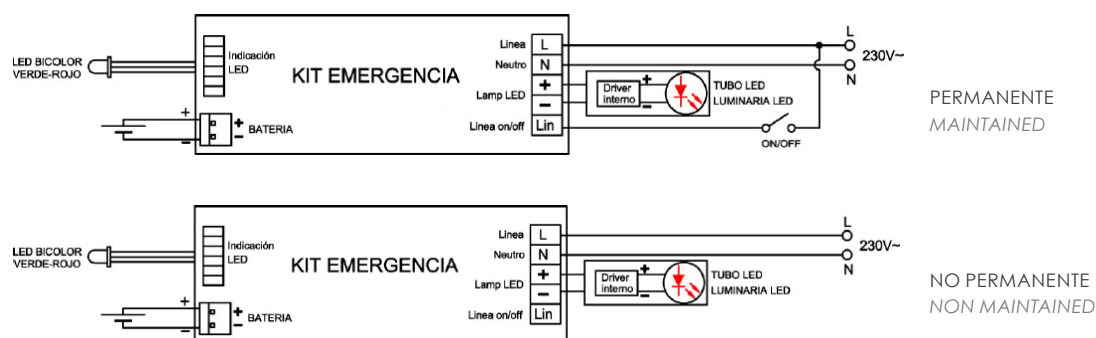 LED BICOLOR
VERDE-ROJO
Indicación
LED
+
−
+
−
BATERIA
KIT EMERGENCIA
Linea L
Neutro N
Lamp LED
+
−
Linea on/off Lin
Driver
interno
+
−
TUBO LED
LUMINARIA LED
ON/OFF
L
230V~
N
PERMANENTE
MAINTAINED
LED BICOLOR
VERDE-ROJO
Indicación
LED
+
−
+
−
BATERIA
KIT EMERGENCIA
Linea L
Neutro N
Lamp LED
+
−
Linea on/off Lin
Driver
interno
+
−
TUBO LED
LUMINARIA LED
L
230V~
N
NO PERMANENTE
NON MAINTAINED